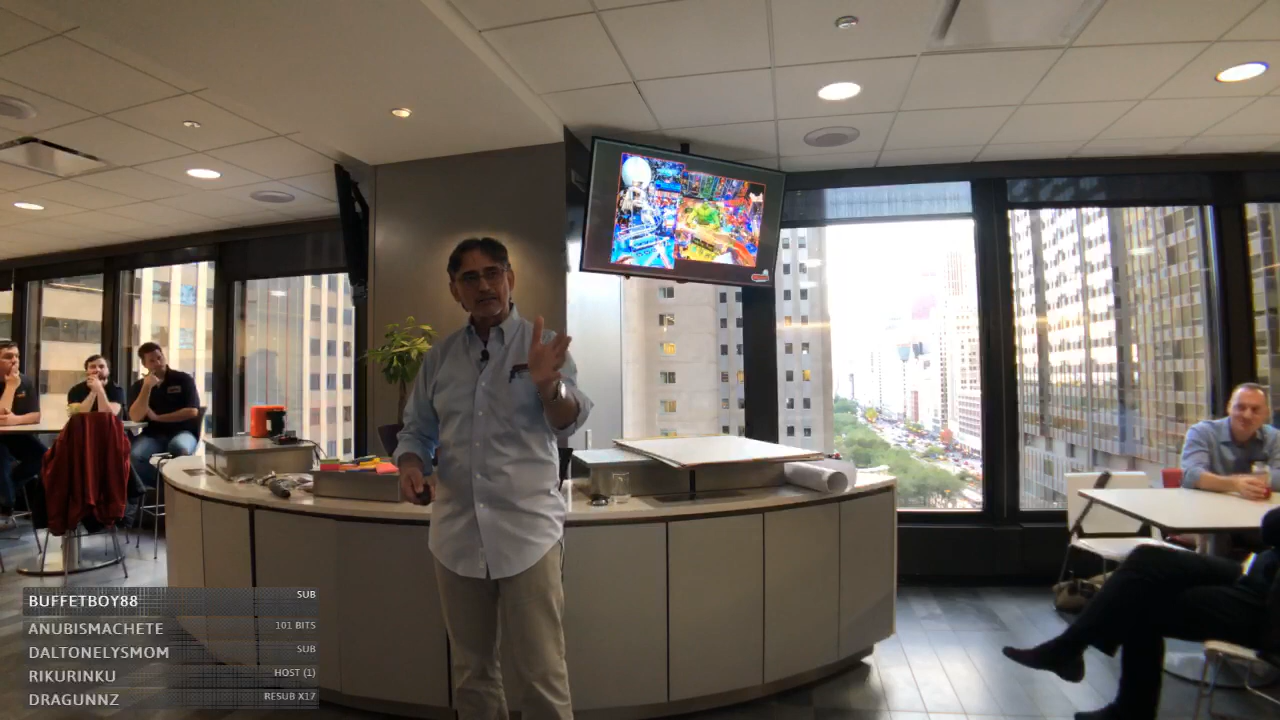 BUFFETBOY88 SUB
ANUBISMACHETE 101 BITS
DALTONELYSMOM SUB
RIKURINKU HOST (1)
DRAGUNNZ RESUB X17